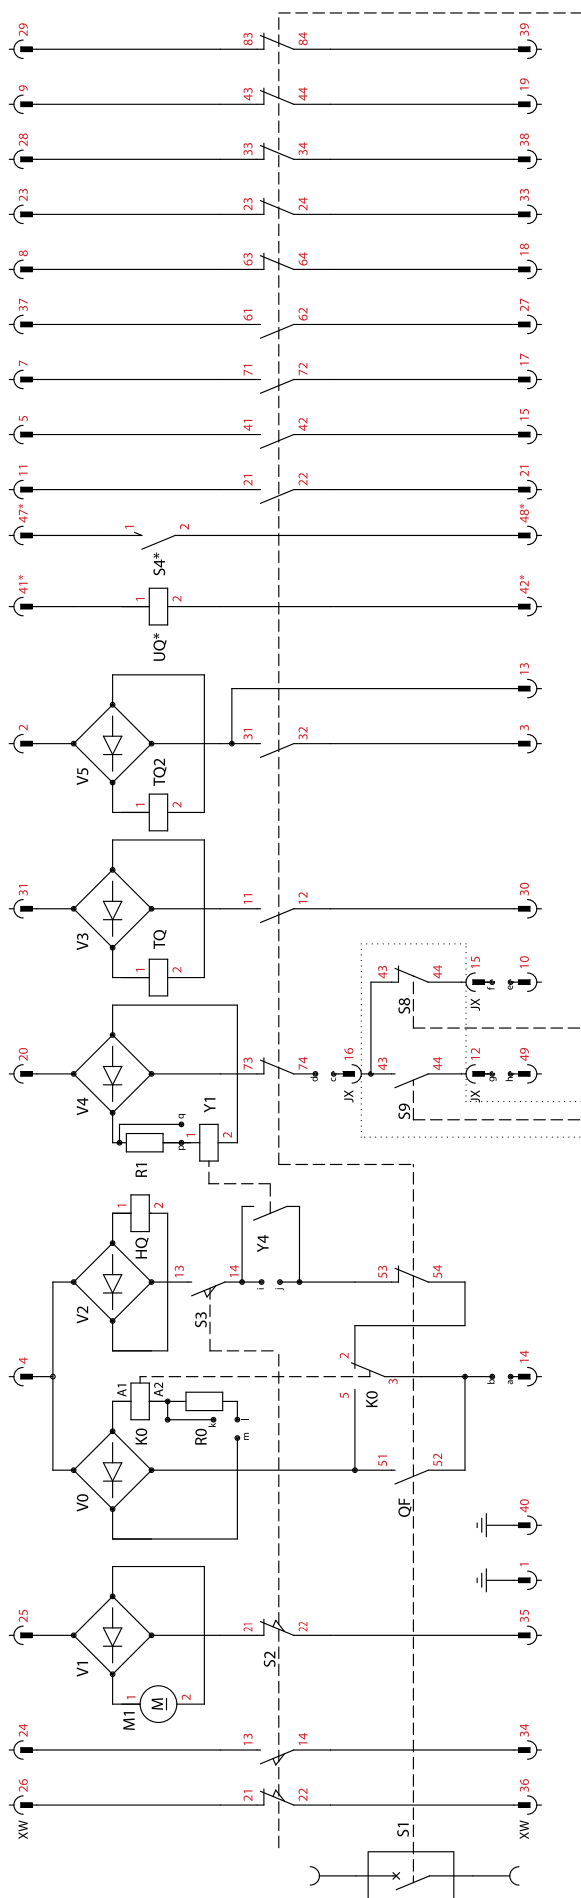 29 83 84 39
9 43 44 19
28 33 34 38
23 23 24 33
8 63 64 18
37 61 62 27
7 71 72 17
5 41 42 15
11 21 22 21
47* 1 2 S4* 48*
41* 1 2 UQ* 42*
13
2 V5 1 2 TQ2 31 32 3
31 V3 1 2 TQ 11 12 30
43 44 S8 JX 15 f e 10
20 V4 R1 q p 1 2 Y1 73 74 d c JX 16 43 44 S9 JX 12 g h 49
Y4
V2 1 2 HQ 13 14 S3 i j 53 54
4 A1 A2 K0 R0 k l m 2 5 3 K0 b a 14
V0 51 52 QF
40
1
25 V1 M1 1 2 M 21 22 S2 35
24 13 14 34
XW 26 21 22 XW 36
S1